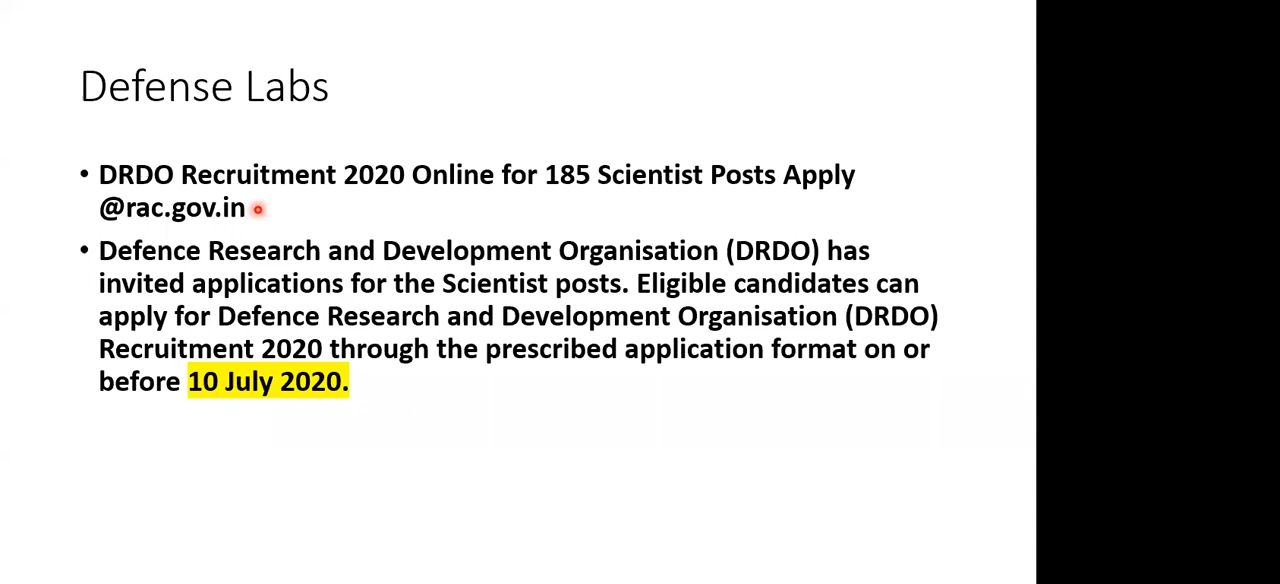 Defense Labs
• DRDO Recruitment 2020 Online for 185 Scientist Posts Apply
@rac.gov.in
• Defence Research and Development Organisation (DRDO) has
invited applications for the Scientist posts. Eligible candidates can
apply for Defence Research and Development Organisation (DRDO)
Recruitment 2020 through the prescribed application format on or
before 10 July 2020.